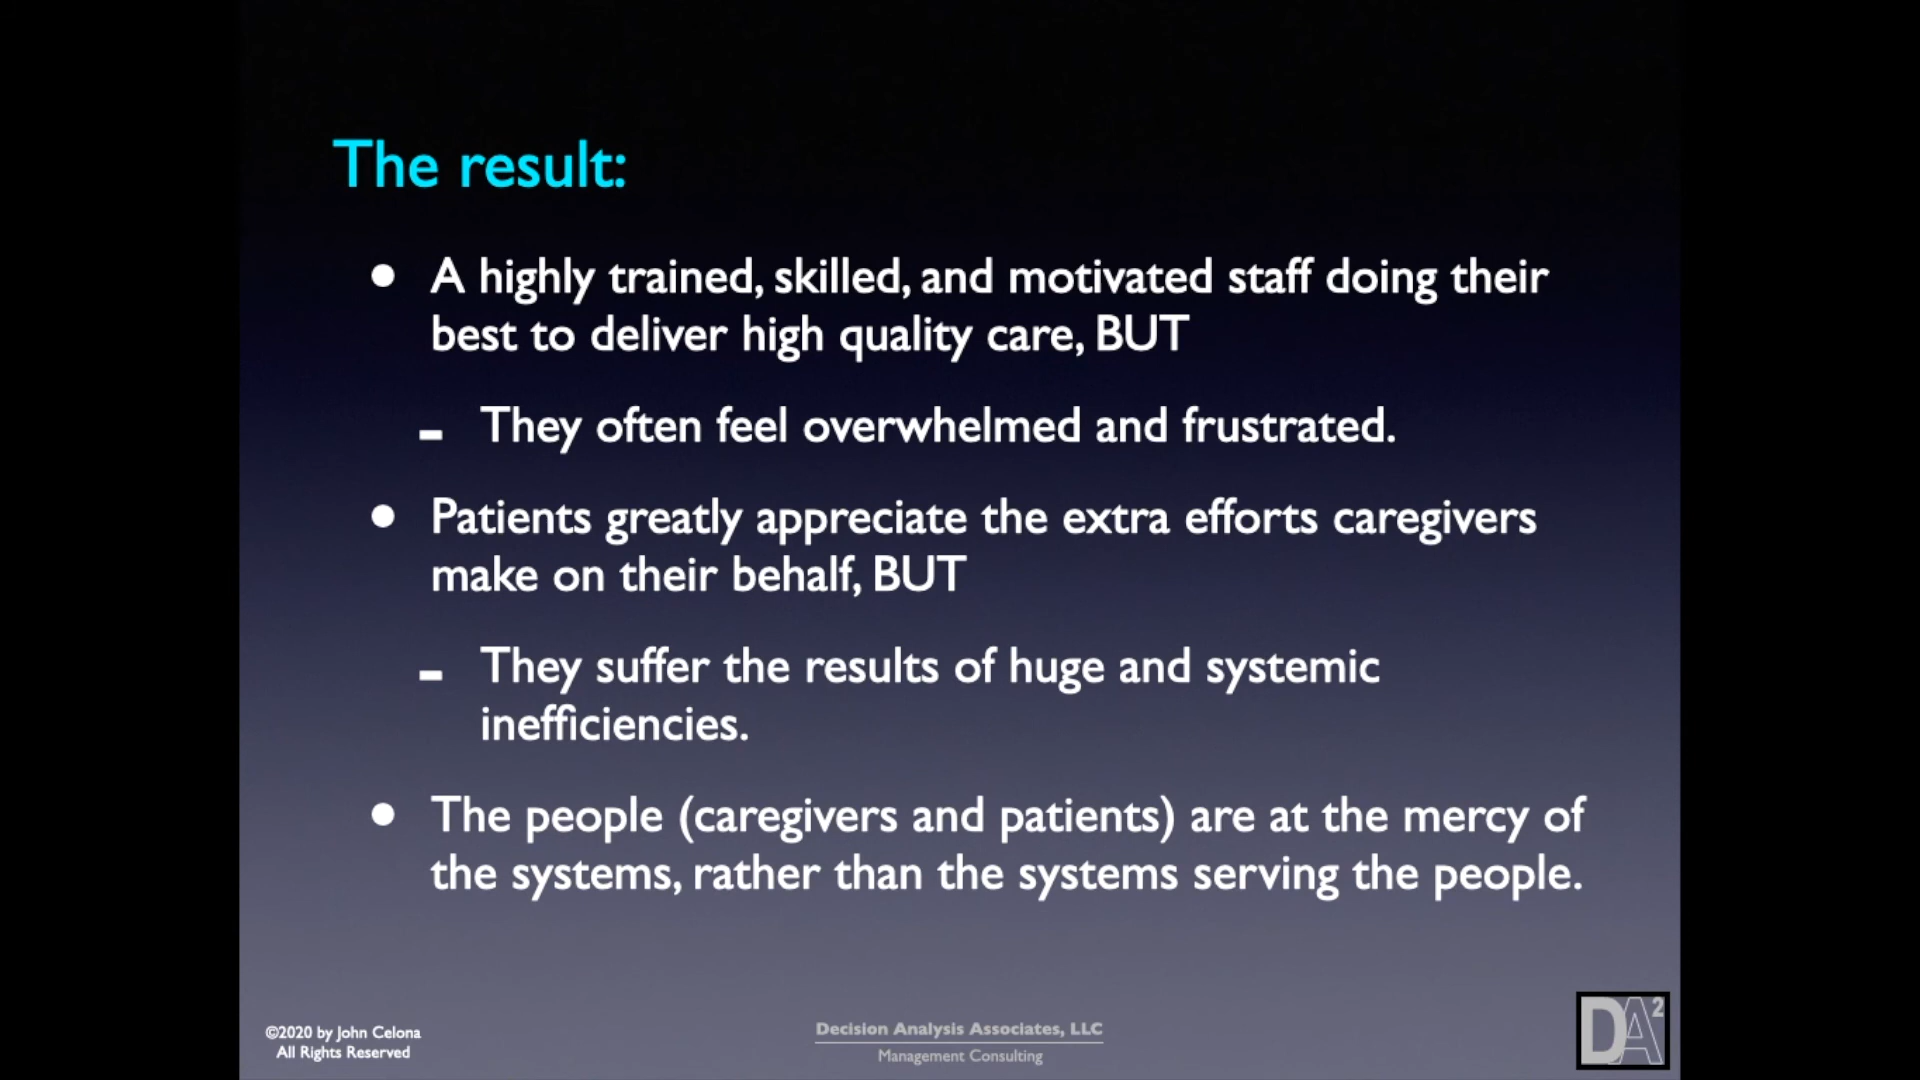 The result:
• A highly trained, skilled, and motivated staff doing their
best to deliver high quality care, BUT
- They often feel overwhelmed and frustrated.
• Patients greatly appreciate the extra efforts caregivers
make on their behalf, BUT
- They suffer the results of huge and systemic
inefficiencies.
• The people (caregivers and patients) are at the mercy of
the systems, rather than the systems serving the people.
©2020 by John Celona
All Rights Reserved
Decision Analysis Associates, LLC
Management Consulting
DA²